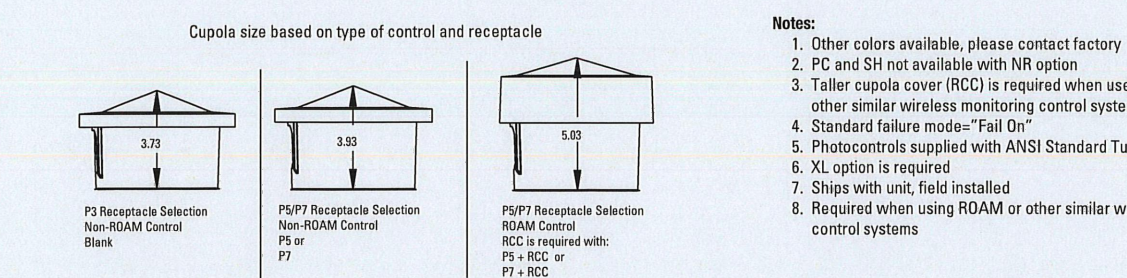 Cupola size based on type of control and receptacle
3.73
P3 Receptacle Selection
Non-ROAM Control
Blank
3.93
P5/P7 Receptacle Selection
Non-ROAM Control
P5 or
P7
5.03
P5/P7 Receptacle Selection
ROAM Control
RCC is required with:
P5 + RCC or
P7 + RCC
Notes:
1. Other colors available, please contact factory
2. PC and SH not available with NR option
3. Taller cupola cover (RCC) is required when use
other similar wireless monitoring control syste
4. Standard failure mode="Fail On"
5. Photocontrols supplied with ANSI Standard Tu
6. XL option is required
7. Ships with unit, field installed
8. Required when using ROAM or other similar w
control systems